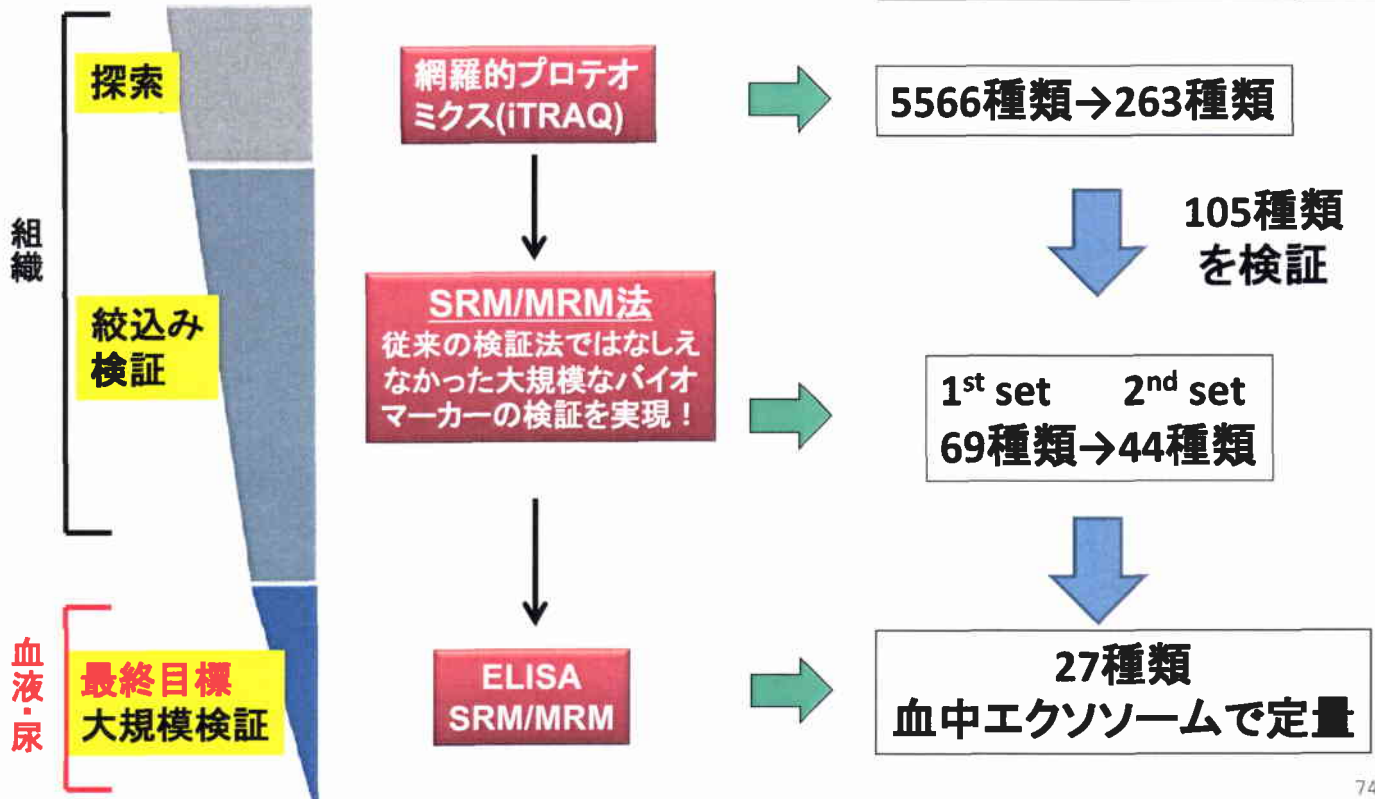 探索
網羅的プロテオ
ミクス(iTRAQ)
5566種類→263種類
105種類
を検証
組織
絞込み
検証
SRM/MRM法
従来の検証法ではなしえ
なかった大規模なバイオ
マーカーの検証を実現！
1st set 2nd set
69種類→44種類
血液・尿
最終目標
大規模検証
ELISA
SRM/MRM
27種類
血中エクソソームで定量
74